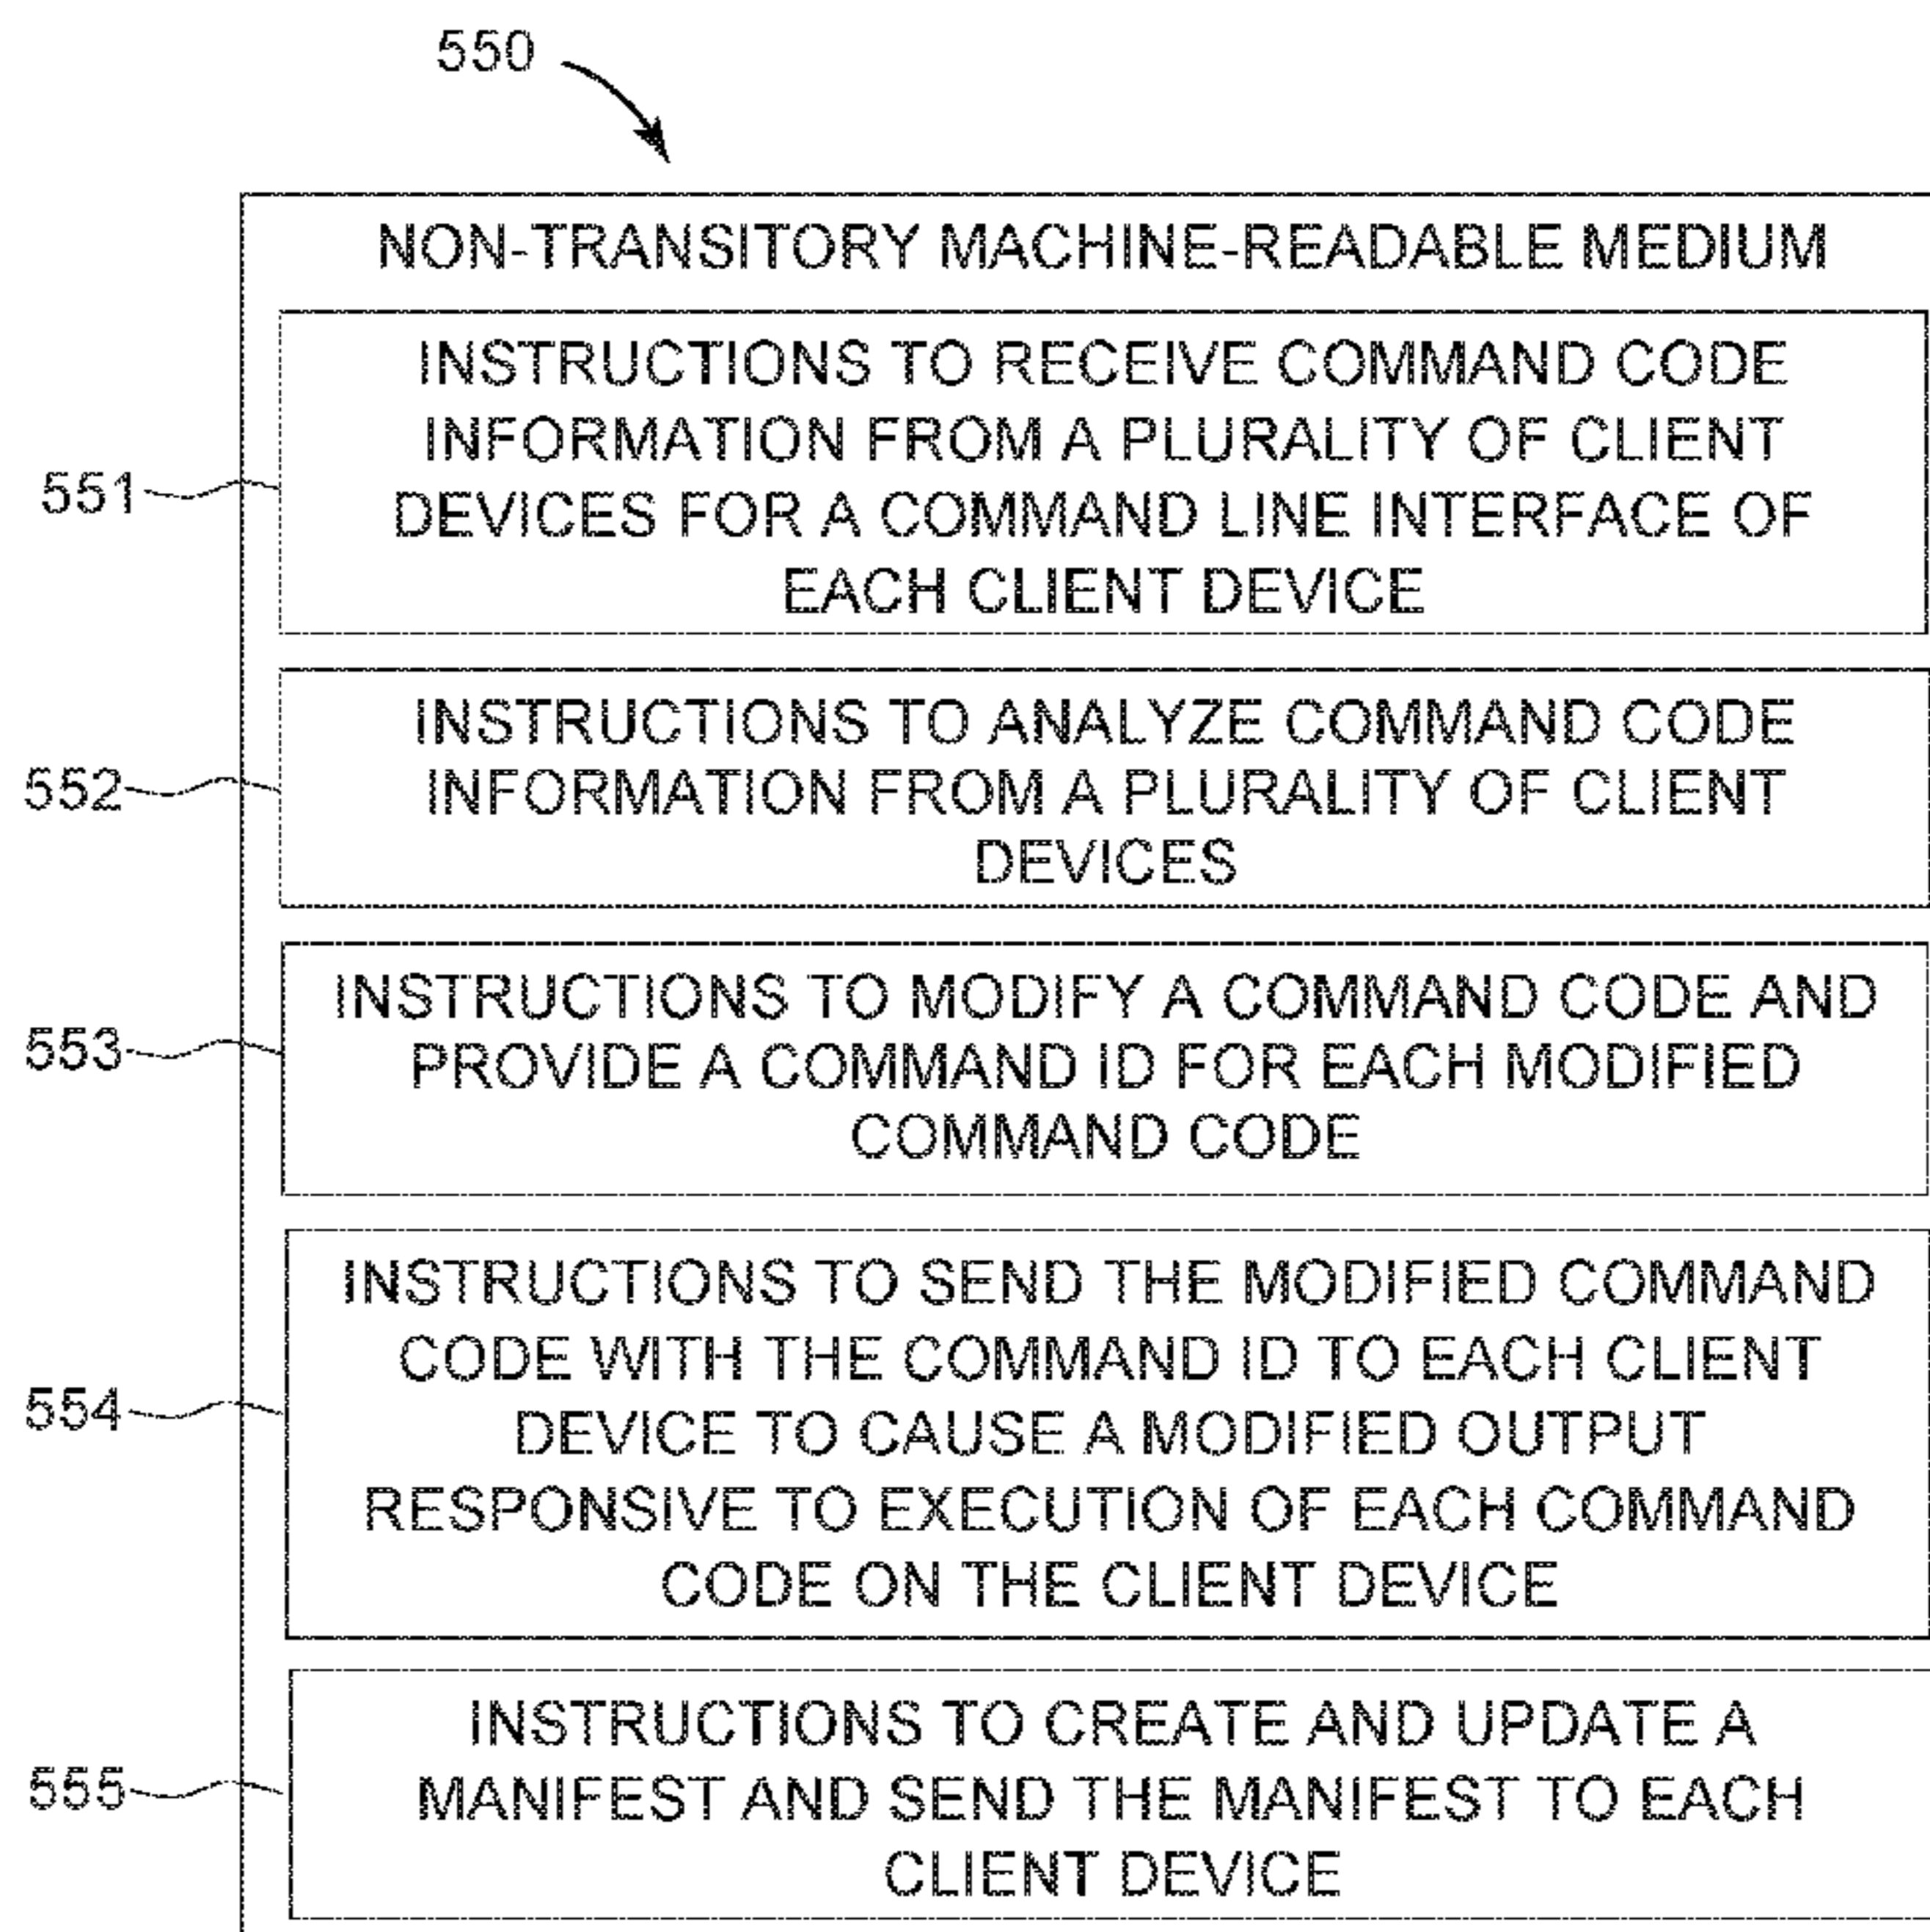 550
NON-TRANSITORY MACHINE-READABLE MEDIUM
551
INSTRUCTIONS TO RECEIVE COMMAND CODE
INFORMATION FROM A PLURALITY OF CLIENT
DEVICES FOR A COMMAND LINE INTERFACE OF
EACH CLIENT DEVICE
552
INSTRUCTIONS TO ANALYZE COMMAND CODE
INFORMATION FROM A PLURALITY OF CLIENT
DEVICES
553
INSTRUCTIONS TO MODIFY A COMMAND CODE AND
PROVIDE A COMMAND ID FOR EACH MODIFIED
COMMAND CODE
554
INSTRUCTIONS TO SEND THE MODIFIED COMMAND
CODE WITH THE COMMAND ID TO EACH CLIENT
DEVICE TO CAUSE A MODIFIED OUTPUT
RESPONSIVE TO EXECUTION OF EACH COMMAND
CODE ON THE CLIENT DEVICE
555
INSTRUCTIONS TO CREATE AND UPDATE A
MANIFEST AND SEND THE MANIFEST TO EACH
CLIENT DEVICE